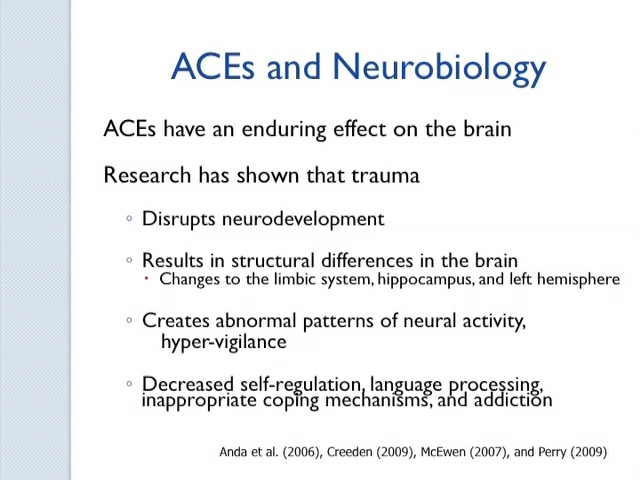 ACEs and Neurobiology
ACEs have an enduring effect on the brain
Research has shown that trauma
◦ Disrupts neurodevelopment
◦ Results in structural differences in the brain
• Changes to the limbic system, hippocampus, and left hemisphere
◦ Creates abnormal patterns of neural activity,
hyper-vigilance
◦ Decreased self-regulation, language processing,
inappropriate coping mechanisms, and addiction
Anda et al. (2006), Creeden (2009), McEwen (2007), and Perry (2009)